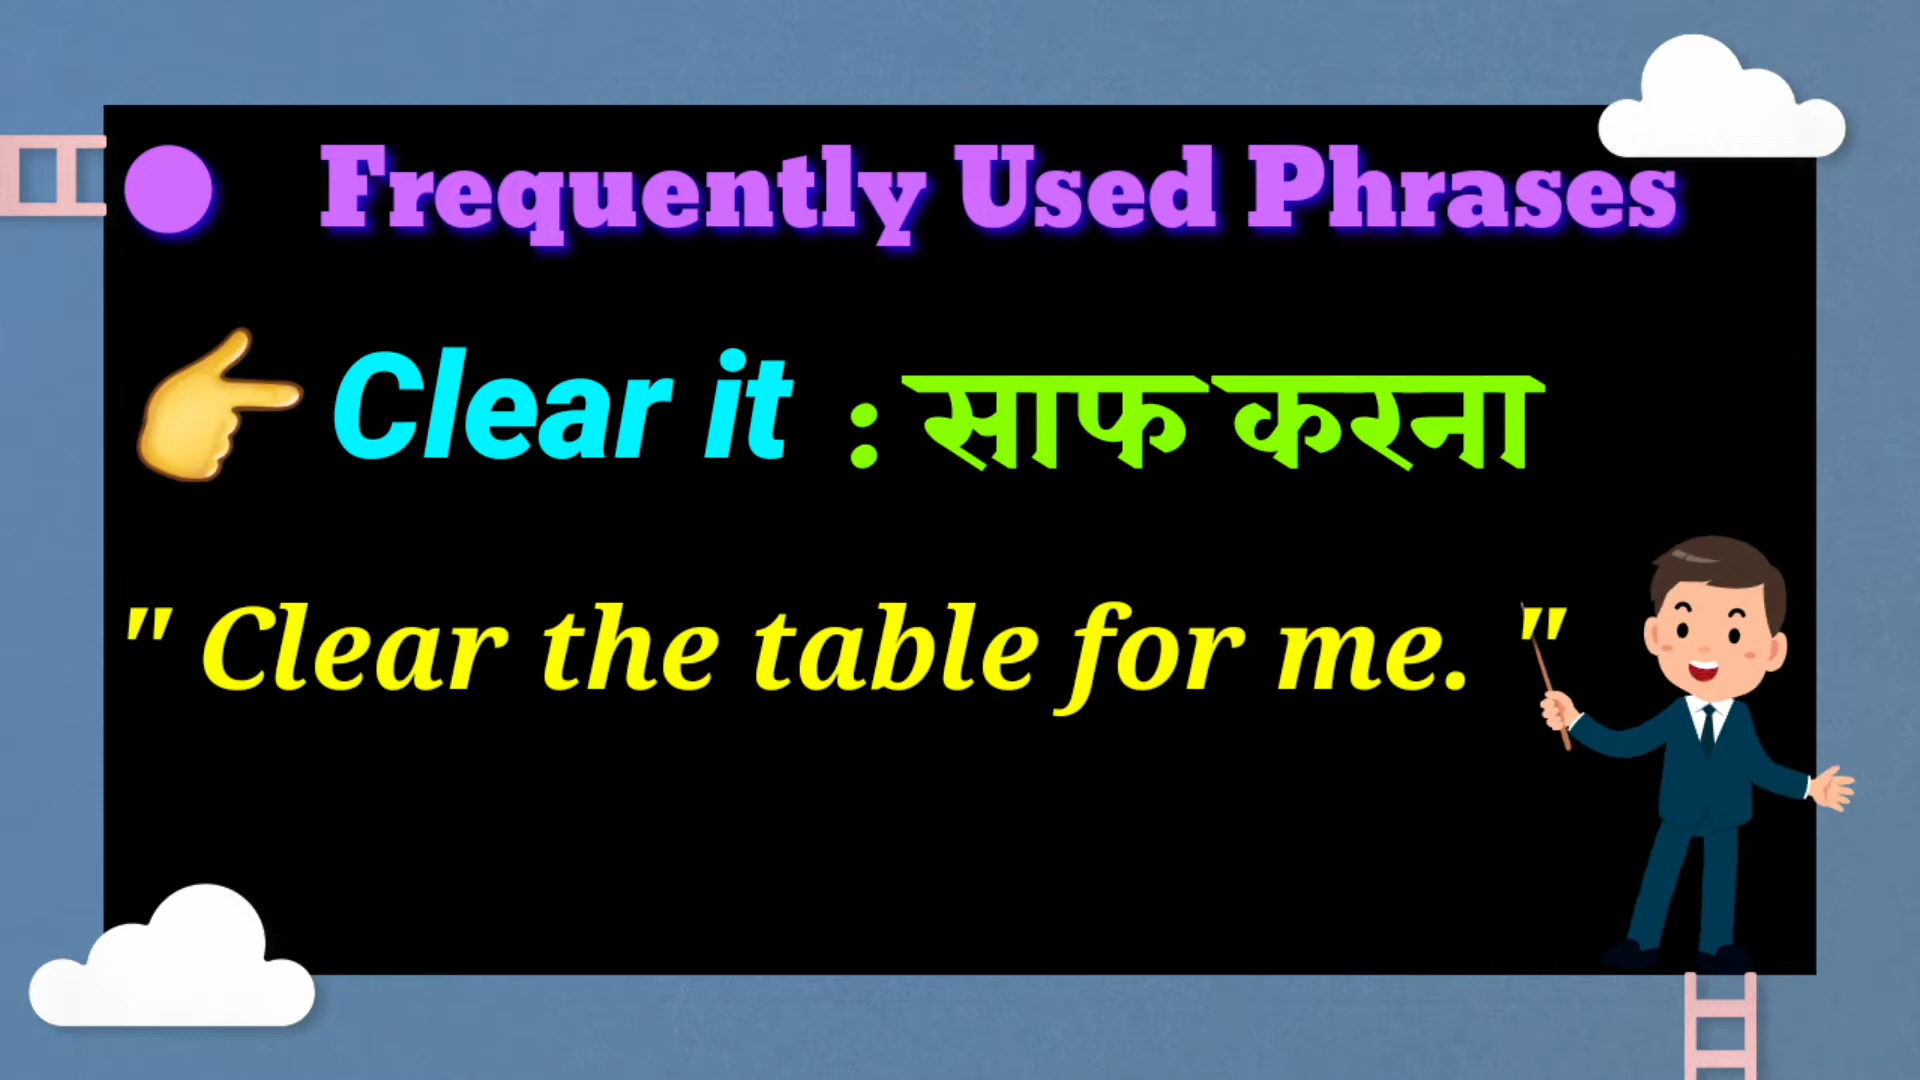 Frequently Used Phrases
Clear it : साफ करना
" Clear the table for me. "